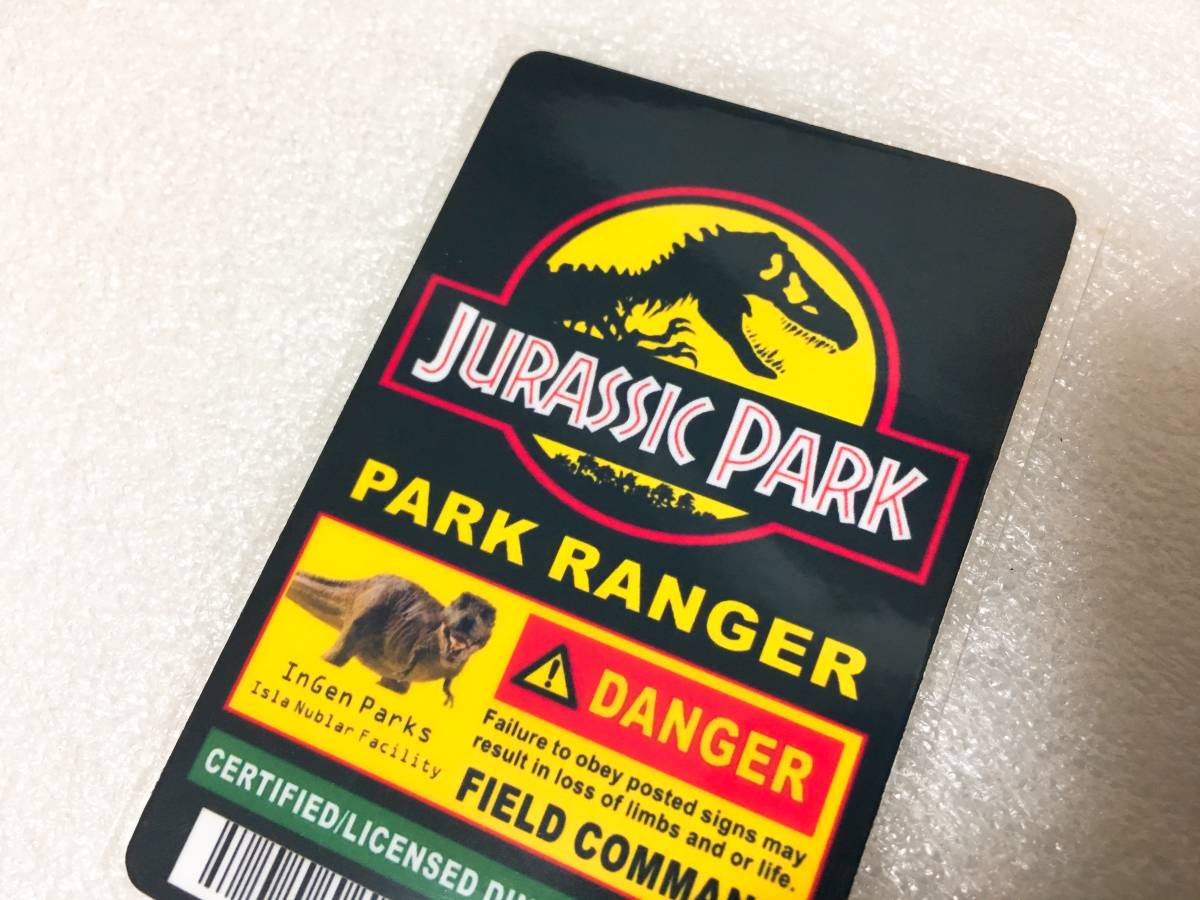 JURASSIC PARK
PARK RANGER
InGen Parks
Isla Nublar Facility
DANGER
Failure to obey posted signs may
result in loss of limbs and or life.
FIELD
CERTIFIED/LICENSED